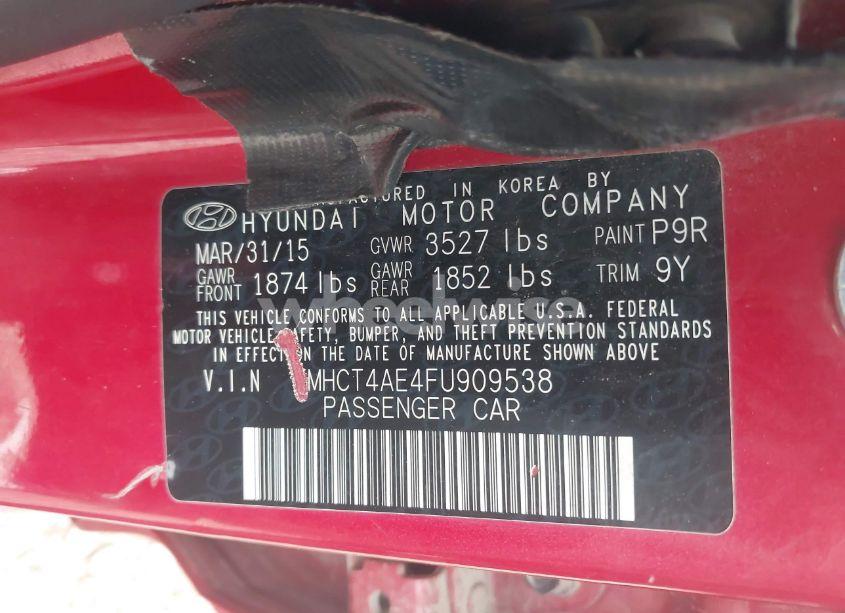 MANUFACTURED IN KOREA BY
HYUNDAI MOTOR COMPANY
MAR/31/15 GVWR 3527 lbs PAINT P9R
GAWR FRONT 1874 lbs GAWR REAR 1852 lbs TRIM 9Y
wheelwise
THIS VEHICLE CONFORMS TO ALL APPLICABLE U.S.A. FEDERAL
MOTOR VEHICLE SAFETY, BUMPER, AND THEFT PREVENTION STANDARDS
IN EFFECT ON THE DATE OF MANUFACTURE SHOWN ABOVE
V.I.N MHCT4AE4FU909538
PASSENGER CAR